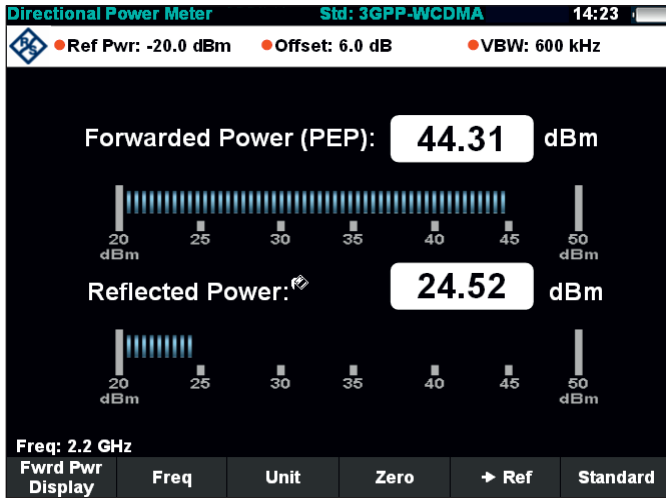 Directional Power Meter Std: 3GPP-WCDMA 14:23
R&S Ref Pwr: -20.0 dBm Offset: 6.0 dB VBW: 600 kHz
Forwarded Power (PEP): 44.31 dBm
20 25 30 35 40 45 50
dBm dBm
Reflected Power: 24.52 dBm
20 25 30 35 40 45 50
dBm dBm
Freq: 2.2 GHz
Fwrd Pwr Display Freq Unit Zero → Ref Standard